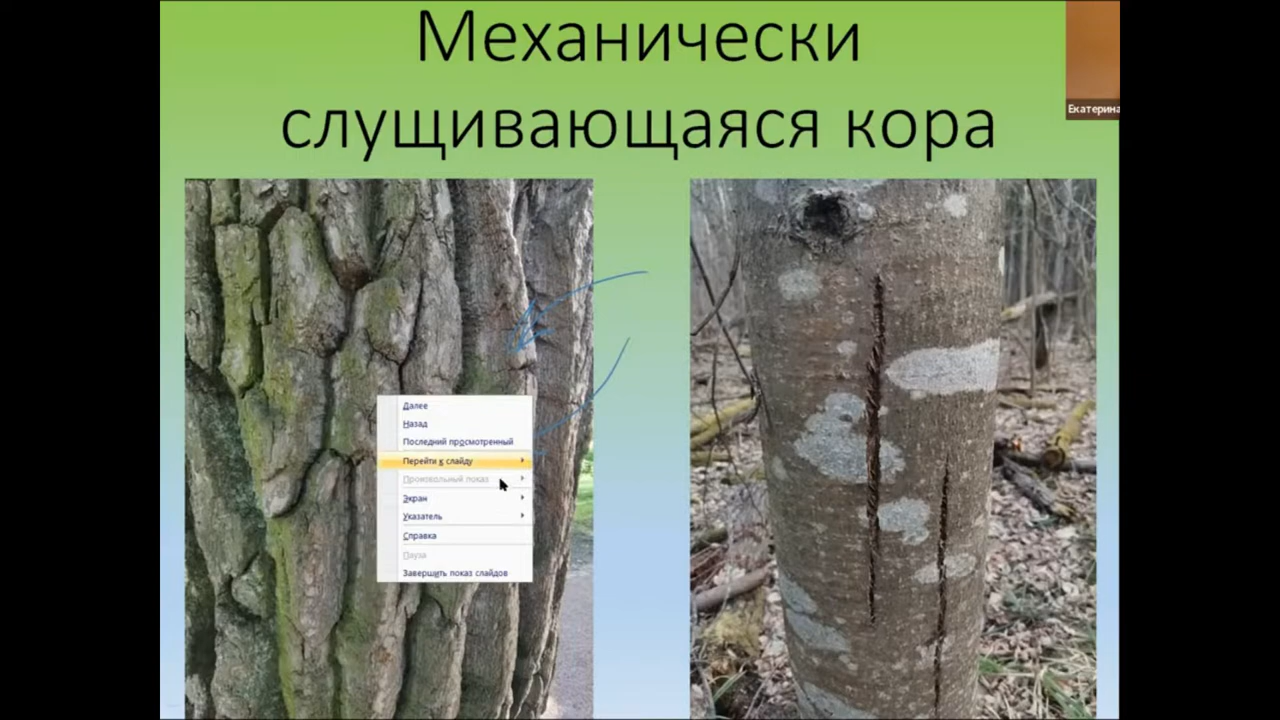 Механически
слущивающаяся кора
Екатерина
Далее
Назад
Последний просмотренный
Перейти к слайду
Произвольный показ
Экран
Указатель
Справка
Пауза
Завершить показ слайдов